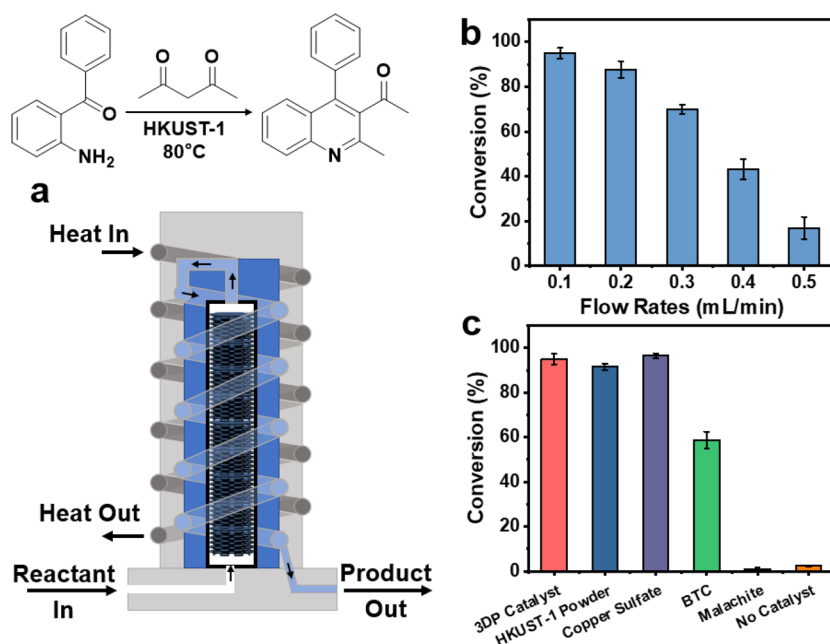 O
O
O
NH2
HKUST-1
80°C
O
N
a
Heat In
Heat Out
Reactant
In
Product
Out
b
Conversion (%)
100
80
60
40
20
0
0.1 0.2 0.3 0.4 0.5
Flow Rates (mL/min)
c
Conversion (%)
100
80
60
40
20
0
3DP Catalyst
HKUST-1 Powder
Copper Sulfate
BTC
Malachite
No Catalyst